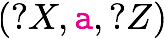 (?X, a, ?Z)